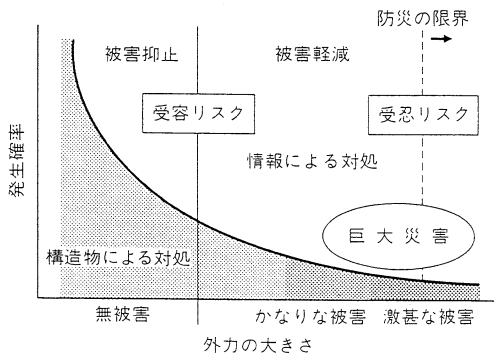 防災の限界
被害抑止
被害軽減
受容リスク
受忍リスク
発生確率
情報による対処
巨大災害
構造物による対処
無被害
かなりな被害
激甚な被害
外力の大きさ